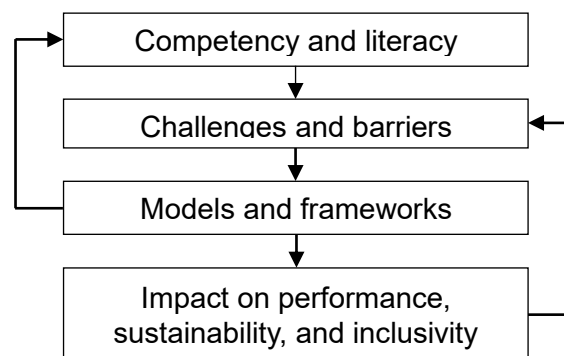 Competency and literacy
Challenges and barriers
Models and frameworks
Impact on performance,
sustainability, and inclusivity